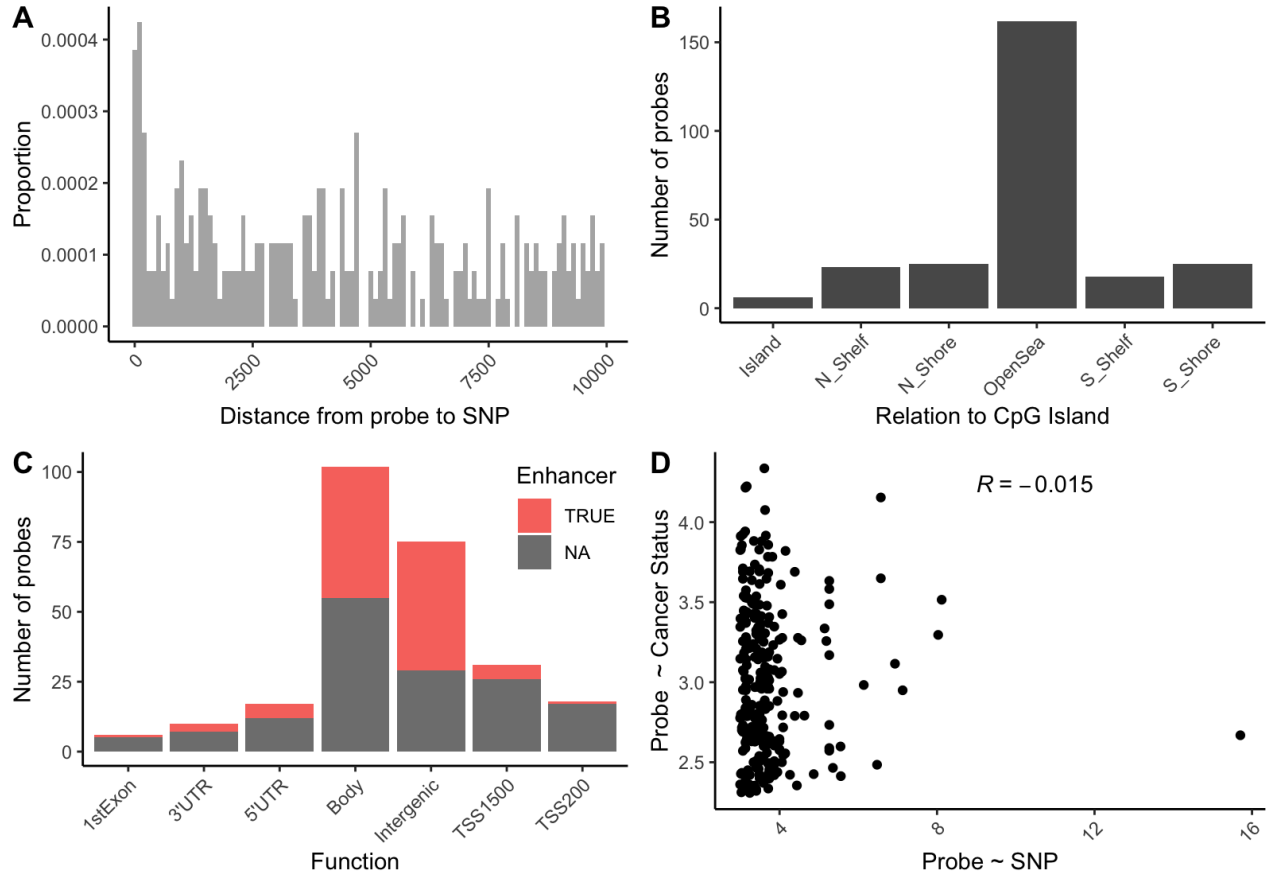 A
Proportion
0.0004
0.0003
0.0002
0.0001
0.0000
0
2500
5000
7500
10000
Distance from probe to SNP
B
Number of probes
150
100
50
0
Island
N_Shelf
N_Shore
OpenSea
S_Shelf
S_Shore
Relation to CpG Island
C
Number of probes
100
75
50
25
0
Enhancer
TRUE
NA
1stExon
3'UTR
5'UTR
Body
Intergenic
TSS1500
TSS200
Function
D
Probe ~ Cancer Status
4.0
3.5
3.0
2.5
R = −0.015
4
8
12
16
Probe ~ SNP